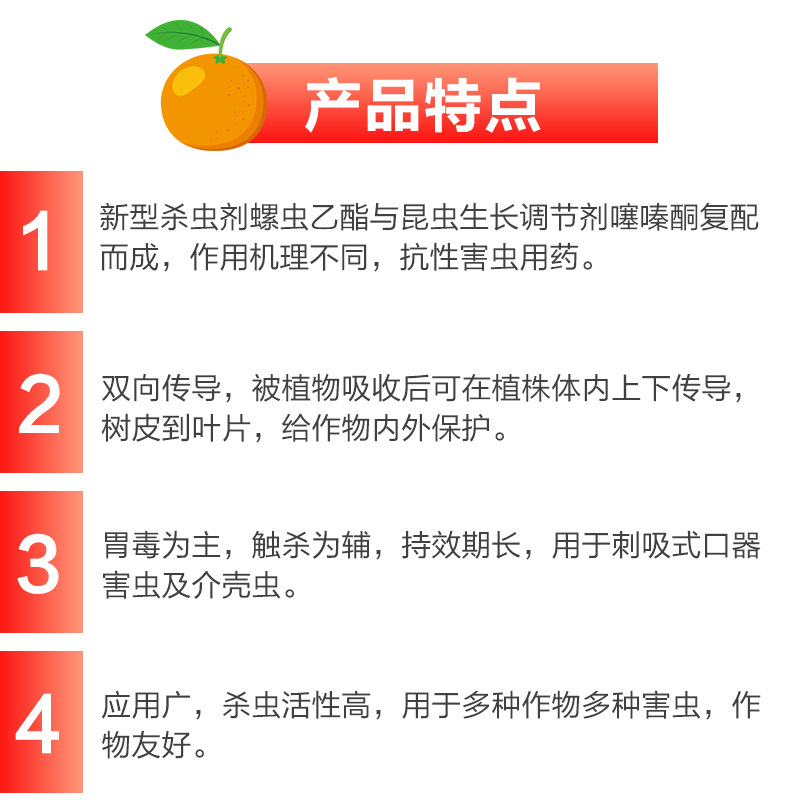 产品特点
1
新型杀虫剂螺虫乙酯与昆虫生长调节剂噻嗪酮复配
而成，作用机理不同，抗性害虫用药。
2
双向传导，被植物吸收后可在植株体内上下传导，
树皮到叶片，给作物内外保护。
3
胃毒为主，触杀为辅，持效期长，用于刺吸式口器
害虫及介壳虫。
4
应用广，杀虫活性高，用于多种作物多种害虫，作
物友好。